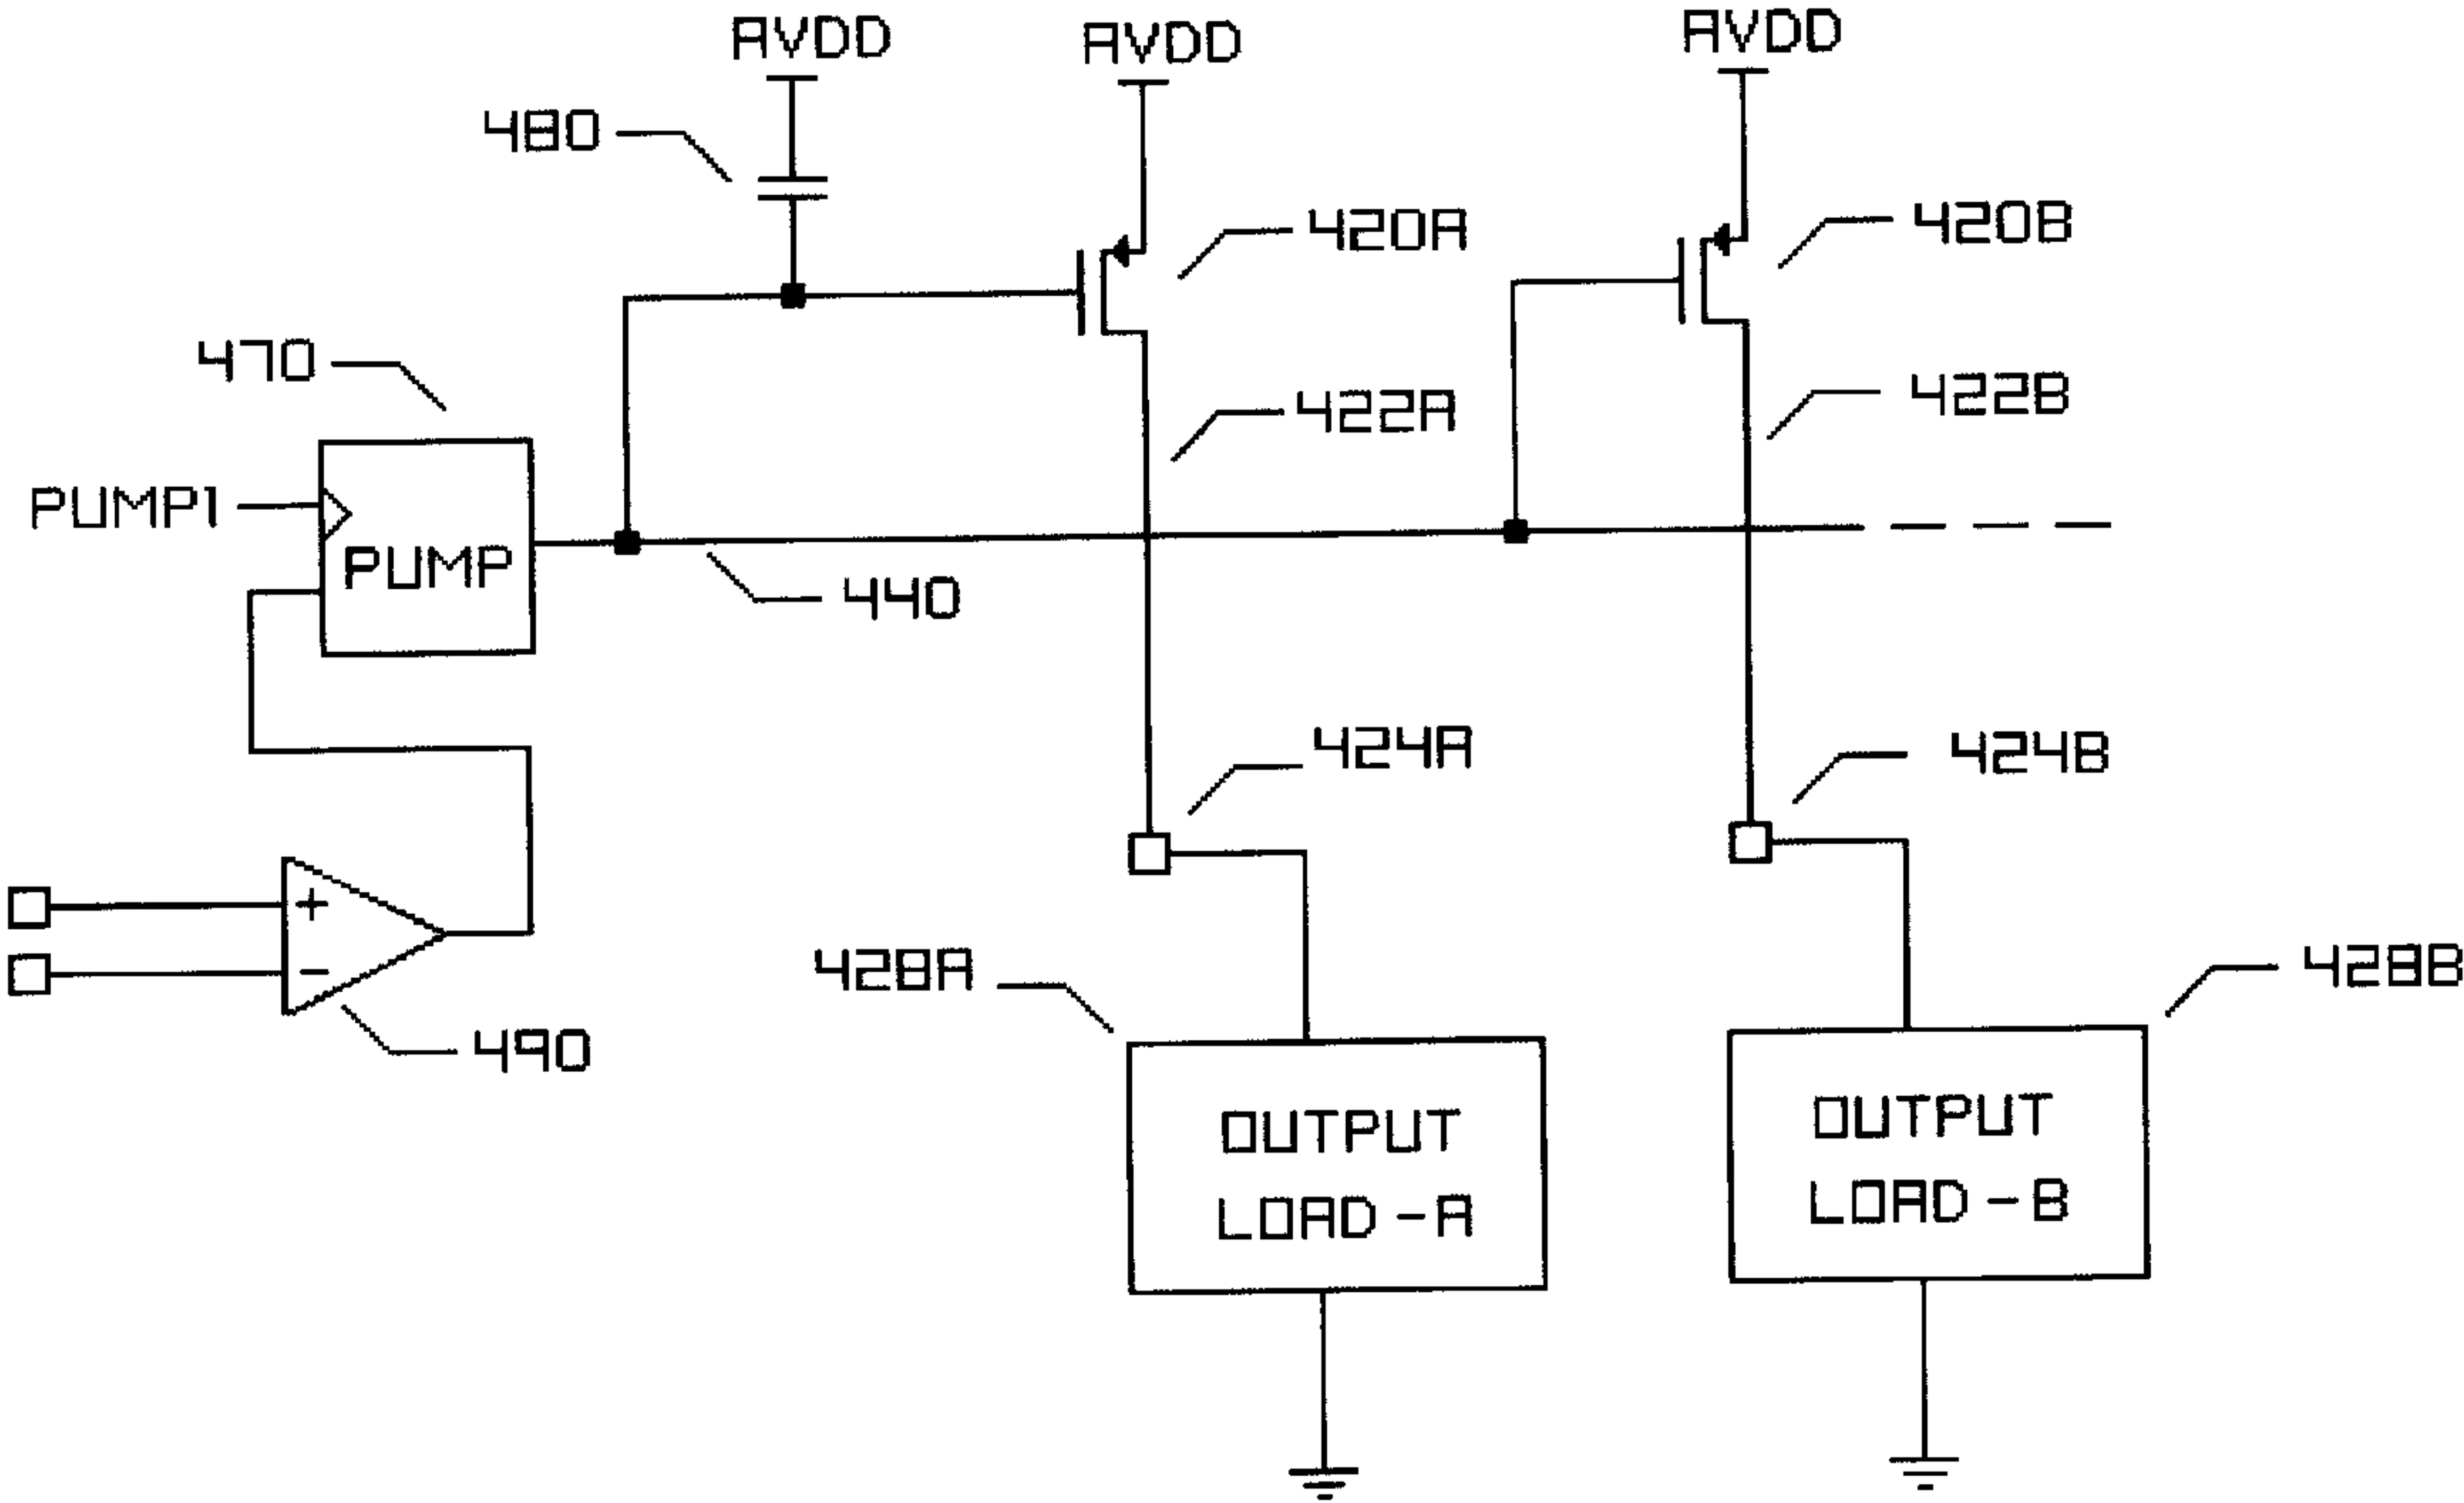 AVDD
AVDD
AVDD
480
420A
420B
470
422A
422B
PUMP1
PUMP
440
424A
424B
+
-
428A
428B
490
OUTPUT
LOAD-A
OUTPUT
LOAD-B